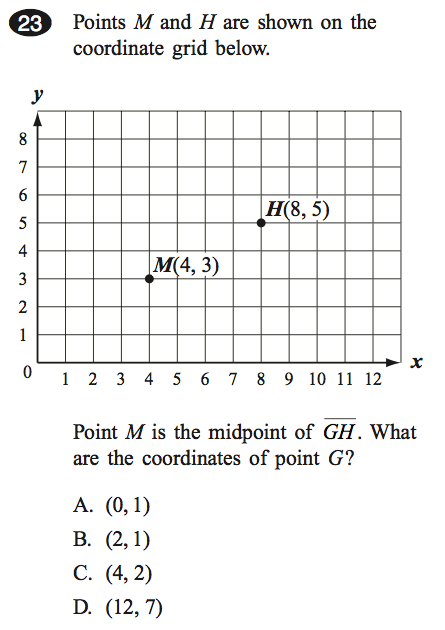 23 Points M and H are shown on the
coordinate grid below.
y
8
7
6
5
4
3
2
1
0
H(8, 5)
M(4, 3)
1 2 3 4 5 6 7 8 9 10 11 12
x
Point M is the midpoint of G̅H̅. What
are the coordinates of point G?
A. (0, 1)
B. (2, 1)
C. (4, 2)
D. (12, 7)